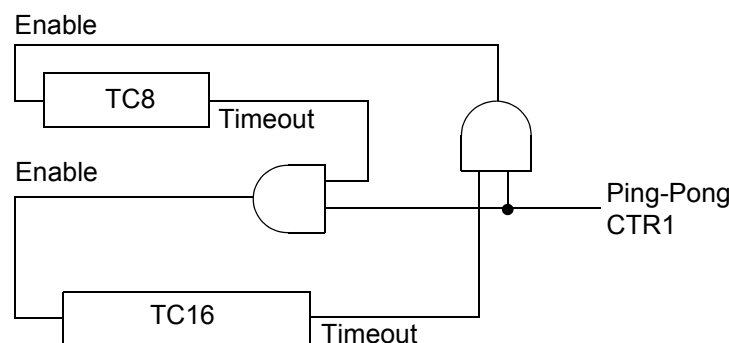 Enable
TC8
Timeout
Enable
Ping-Pong
CTR1
TC16
Timeout